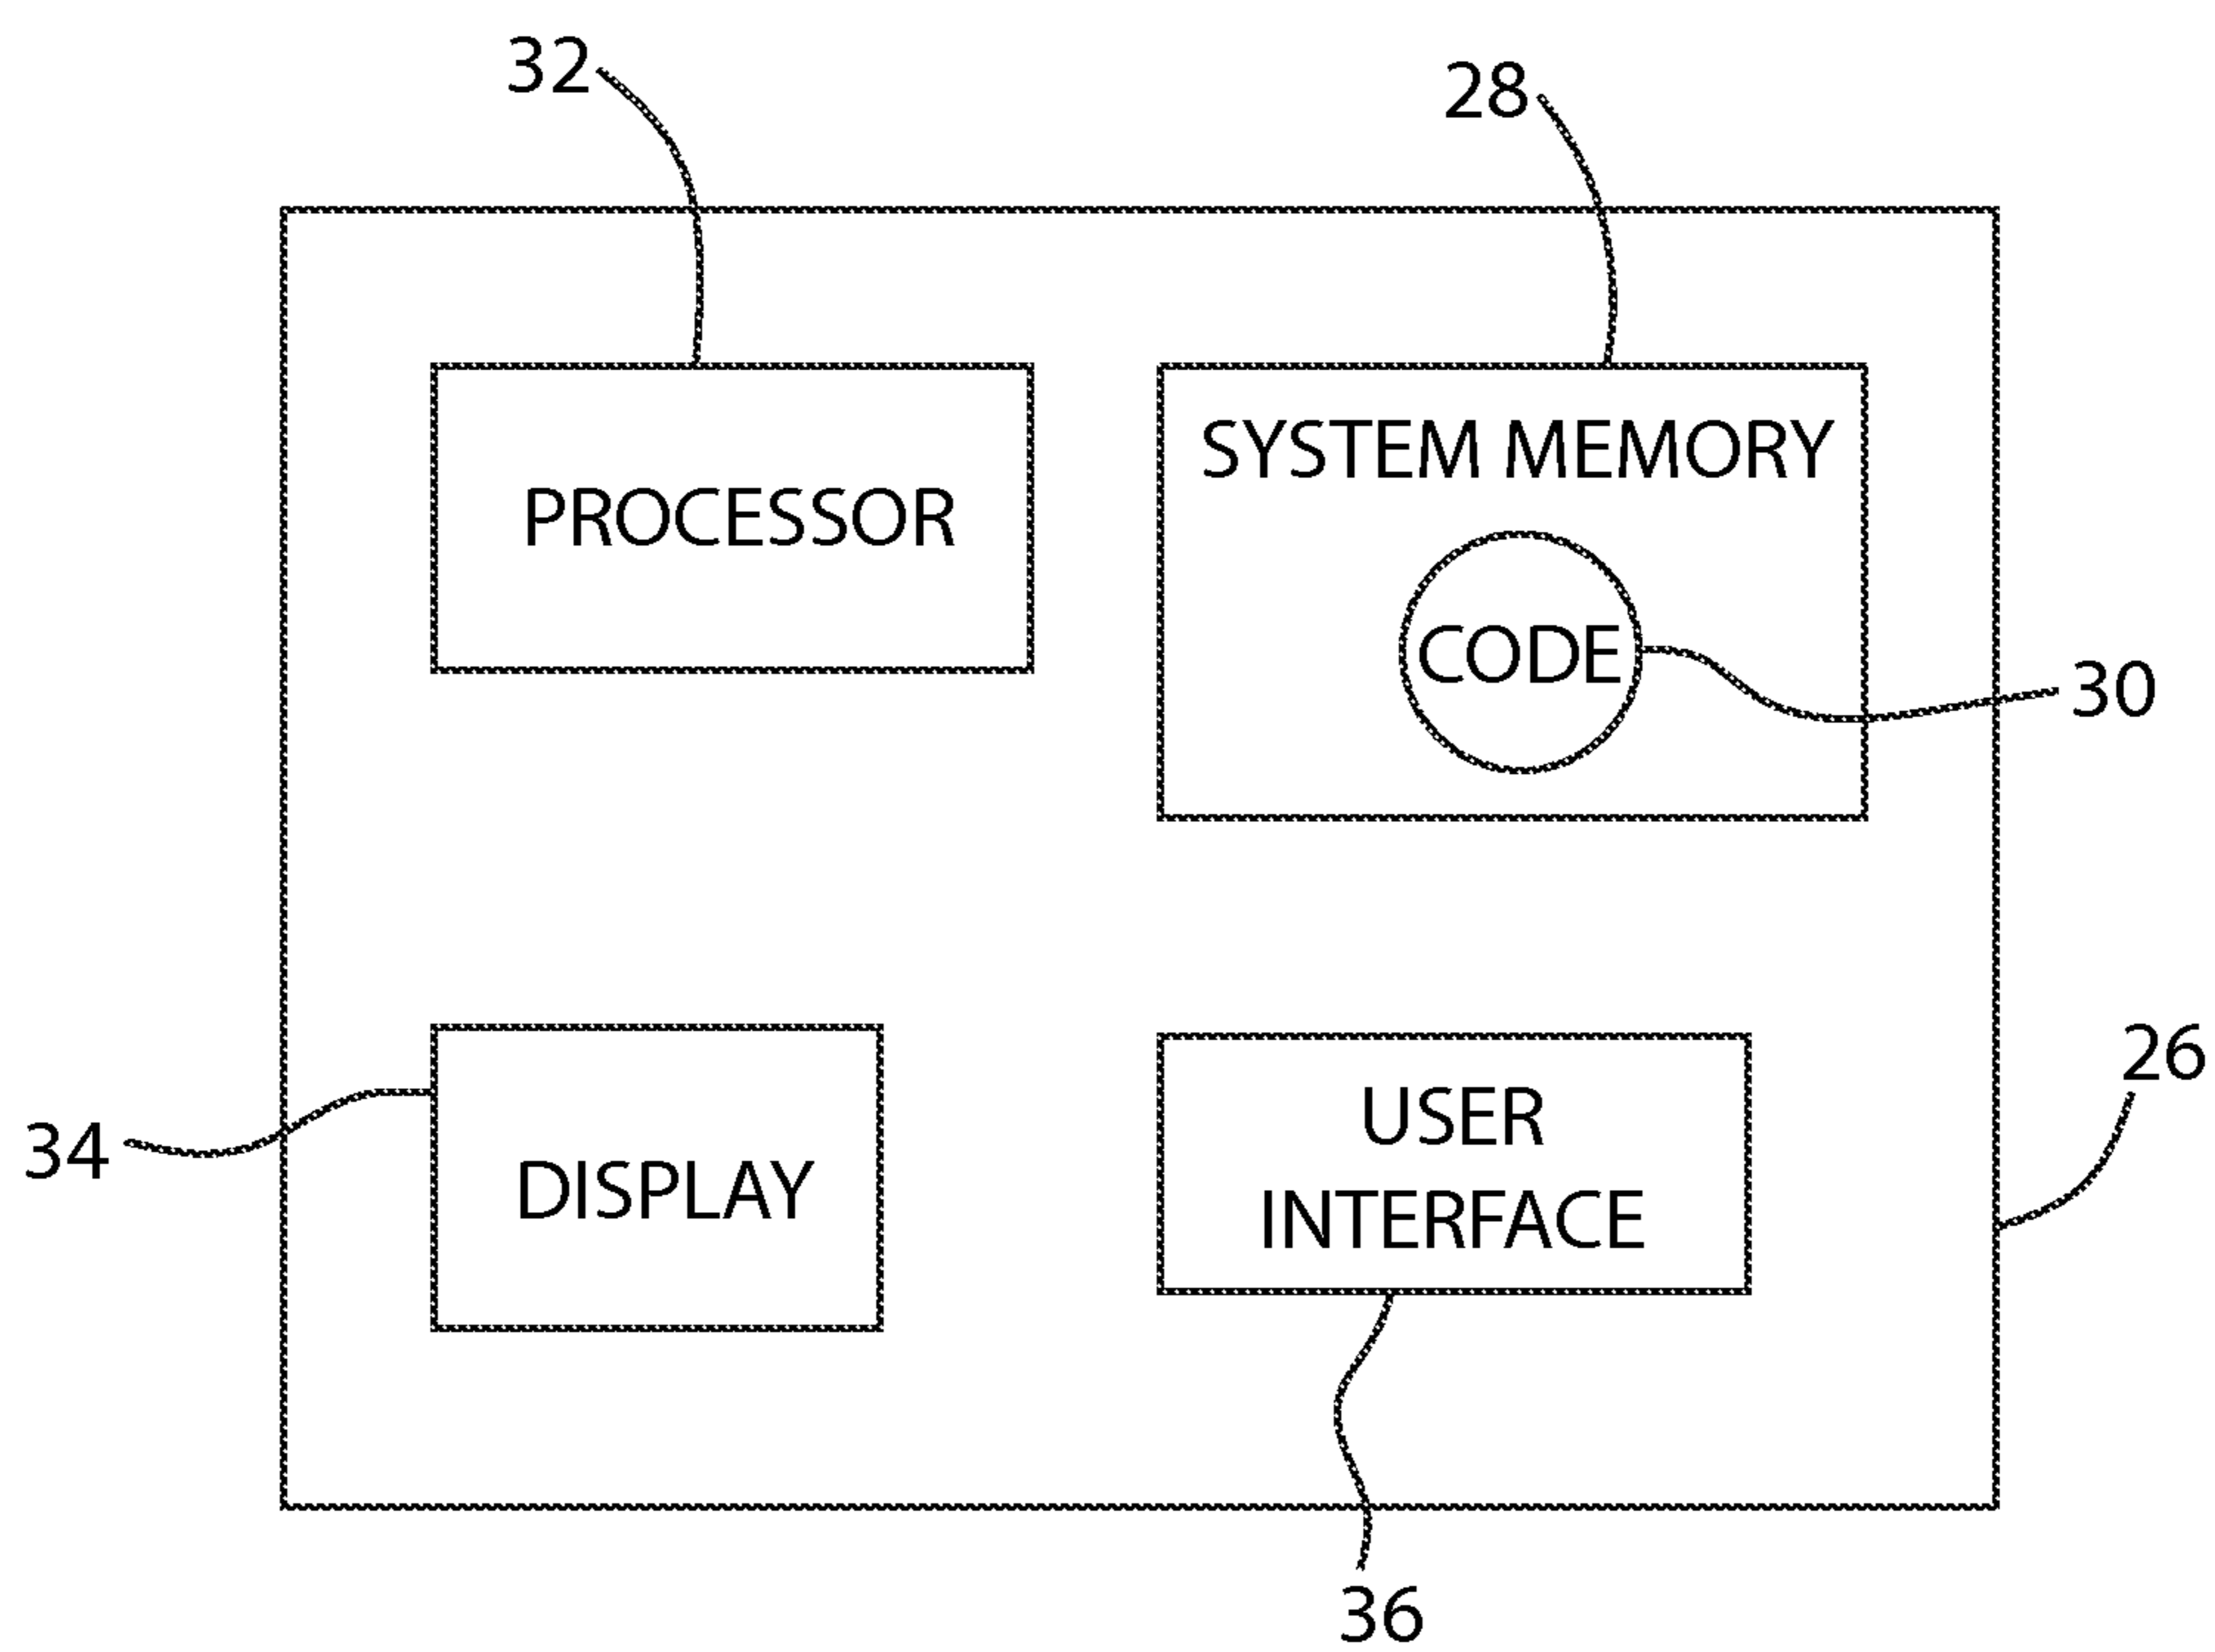 32
28
PROCESSOR
SYSTEM MEMORY
CODE
30
34
DISPLAY
USER
INTERFACE
26
36